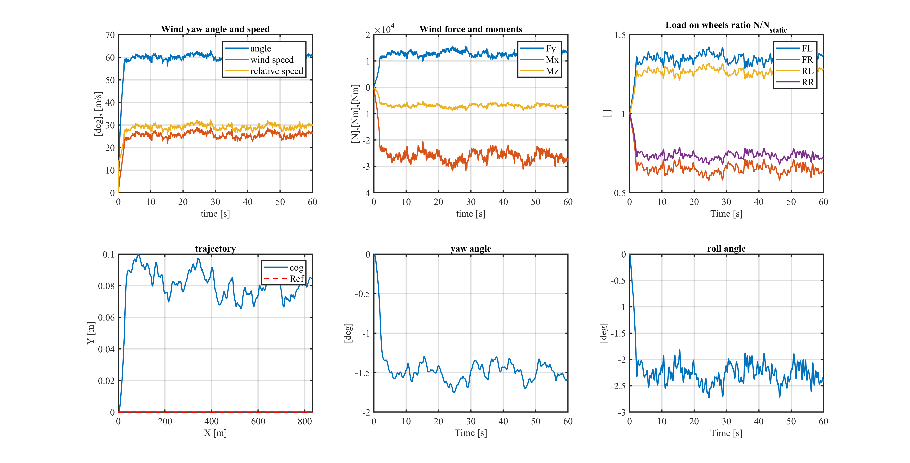 Wind yaw angle and speed
70
60
50
40
30
20
10
0
[deg], [m/s]
angle
wind speed
relative speed
0 10 20 30 40 50 60
time [s]
Wind force and moments
×10⁴
2
1
0
-1
-2
-3
-4
[N],[Nm],[Nm]
Fy
Mx
Mz
0 10 20 30 40 50 60
time [s]
Load on wheels ratio N/N_static
1.5
1
0.5
[]
FL
FR
RL
RR
0 10 20 30 40 50 60
Time [s]
trajectory
0.1
0.08
0.06
0.04
0.02
0
Y [m]
cog
Ref
0 200 400 600 800
X [m]
yaw angle
0
-0.5
-1
-1.5
-2
[deg]
0 10 20 30 40 50 60
Time [s]
roll angle
0
-0.5
-1
-1.5
-2
-2.5
-3
[deg]
0 10 20 30 40 50 60
Time [s]